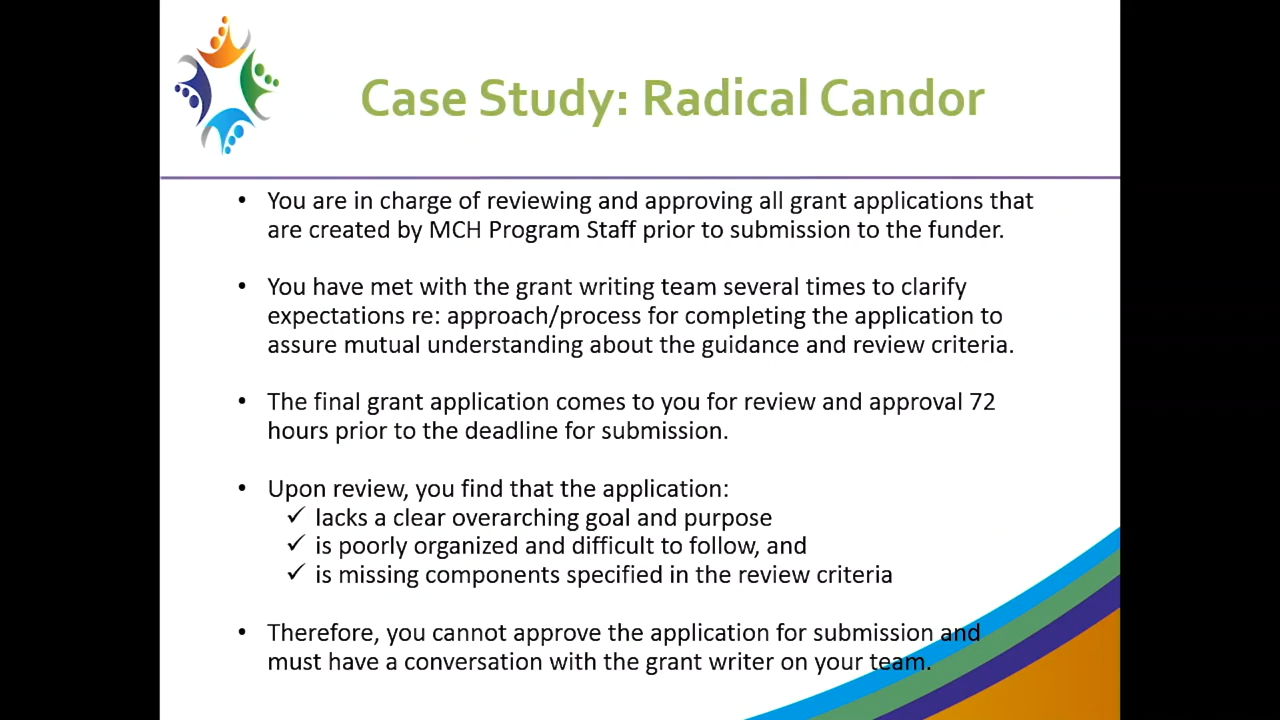 Case Study: Radical Candor
• You are in charge of reviewing and approving all grant applications that
are created by MCH Program Staff prior to submission to the funder.
• You have met with the grant writing team several times to clarify
expectations re: approach/process for completing the application to
assure mutual understanding about the guidance and review criteria.
• The final grant application comes to you for review and approval 72
hours prior to the deadline for submission.
• Upon review, you find that the application:
✓ lacks a clear overarching goal and purpose
✓ is poorly organized and difficult to follow, and
✓ is missing components specified in the review criteria
• Therefore, you cannot approve the application for submission and
must have a conversation with the grant writer on your team.